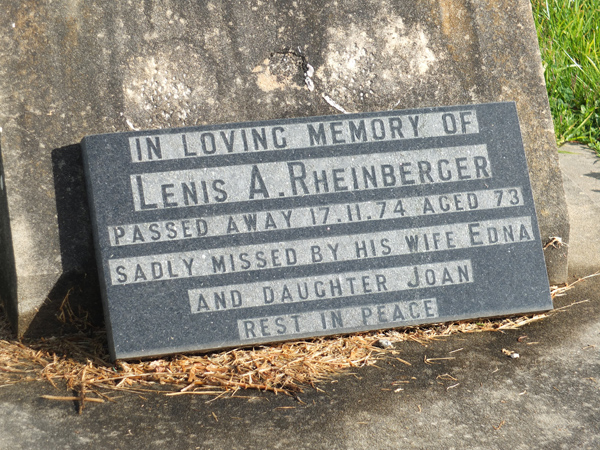 IN LOVING MEMORY OF
LENIS A. RHEINBERGER
PASSED AWAY 17.11.74 AGED 73
SADLY MISSED BY HIS WIFE EDNA
AND DAUGHTER JOAN
REST IN PEACE